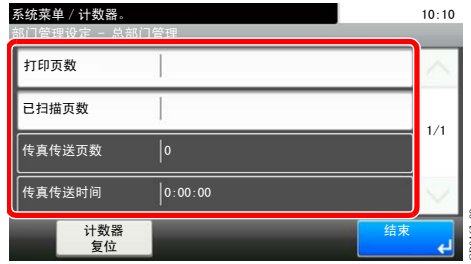 系统菜单 / 计数器。 10:10
部门管理设定 - 总部门管理
打印页数
已扫描页数
1/1
传真传送页数 0
传真传送时间 0:00:00
计数器
复位
结束